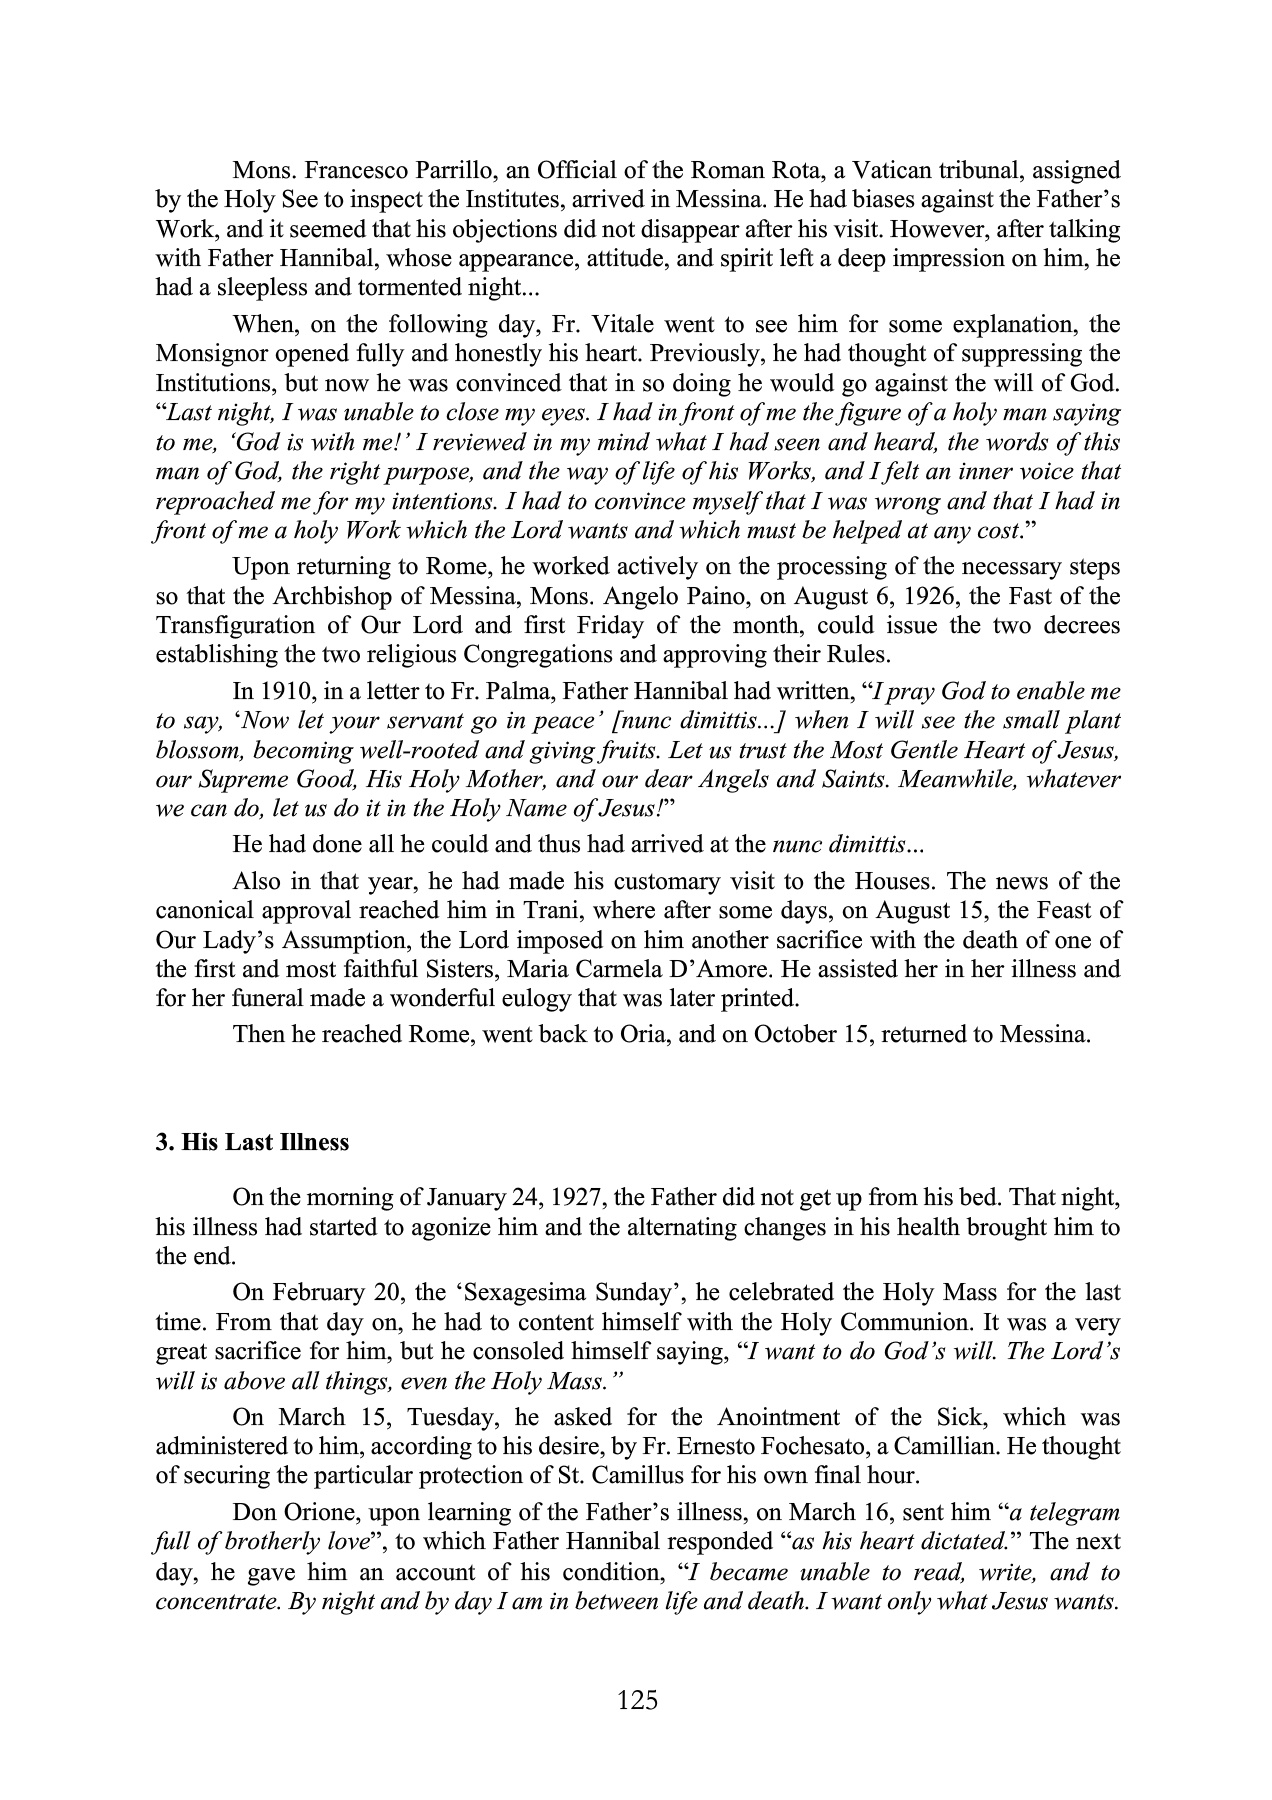 Mons. Francesco Parrillo, an Official of the Roman Rota, a Vatican tribunal, assigned
by the Holy See to inspect the Institutes, arrived in Messina. He had biases against the Father’s
Work, and it seemed that his objections did not disappear after his visit. However, after talking
with Father Hannibal, whose appearance, attitude, and spirit left a deep impression on him, he
had a sleepless and tormented night...
When, on the following day, Fr. Vitale went to see him for some explanation, the
Monsignor opened fully and honestly his heart. Previously, he had thought of suppressing the
Institutions, but now he was convinced that in so doing he would go against the will of God.
“Last night, I was unable to close my eyes. I had in front of me the figure of a holy man saying
to me, ‘God is with me!’ I reviewed in my mind what I had seen and heard, the words of this
man of God, the right purpose, and the way of life of his Works, and I felt an inner voice that
reproached me for my intentions. I had to convince myself that I was wrong and that I had in
front of me a holy Work which the Lord wants and which must be helped at any cost.”
Upon returning to Rome, he worked actively on the processing of the necessary steps
so that the Archbishop of Messina, Mons. Angelo Paino, on August 6, 1926, the Fast of the
Transfiguration of Our Lord and first Friday of the month, could issue the two decrees
establishing the two religious Congregations and approving their Rules.
In 1910, in a letter to Fr. Palma, Father Hannibal had written, “I pray God to enable me
to say, ‘Now let your servant go in peace’ [nunc dimittis...] when I will see the small plant
blossom, becoming well-rooted and giving fruits. Let us trust the Most Gentle Heart of Jesus,
our Supreme Good, His Holy Mother, and our dear Angels and Saints. Meanwhile, whatever
we can do, let us do it in the Holy Name of Jesus!”
He had done all he could and thus had arrived at the nunc dimittis...
Also in that year, he had made his customary visit to the Houses. The news of the
canonical approval reached him in Trani, where after some days, on August 15, the Feast of
Our Lady’s Assumption, the Lord imposed on him another sacrifice with the death of one of
the first and most faithful Sisters, Maria Carmela D’Amore. He assisted her in her illness and
for her funeral made a wonderful eulogy that was later printed.
Then he reached Rome, went back to Oria, and on October 15, returned to Messina.
3. His Last Illness
On the morning of January 24, 1927, the Father did not get up from his bed. That night,
his illness had started to agonize him and the alternating changes in his health brought him to
the end.
On February 20, the ‘Sexagesima Sunday’, he celebrated the Holy Mass for the last
time. From that day on, he had to content himself with the Holy Communion. It was a very
great sacrifice for him, but he consoled himself saying, “I want to do God’s will. The Lord’s
will is above all things, even the Holy Mass.”
On March 15, Tuesday, he asked for the Anointment of the Sick, which was
administered to him, according to his desire, by Fr. Ernesto Fochesato, a Camillian. He thought
of securing the particular protection of St. Camillus for his own final hour.
Don Orione, upon learning of the Father’s illness, on March 16, sent him “a telegram
full of brotherly love”, to which Father Hannibal responded “as his heart dictated.” The next
day, he gave him an account of his condition, “I became unable to read, write, and to
concentrate. By night and by day I am in between life and death. I want only what Jesus wants.
125